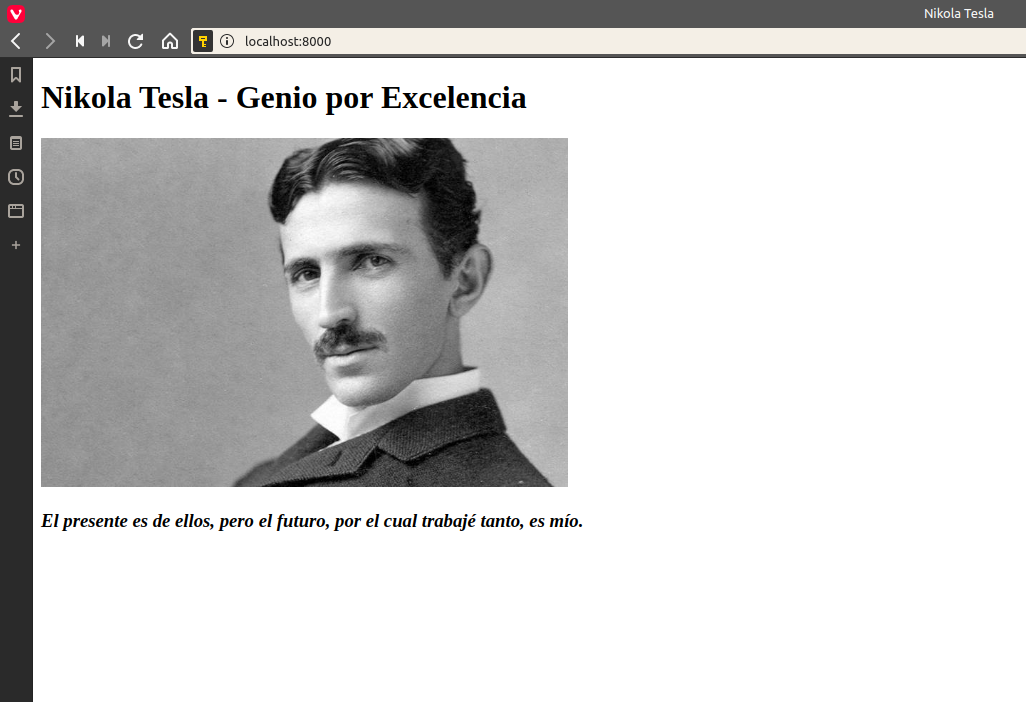 Nikola Tesla
localhost:8000
Nikola Tesla - Genio por Excelencia
El presente es de ellos, pero el futuro, por el cual trabajé tanto, es mío.